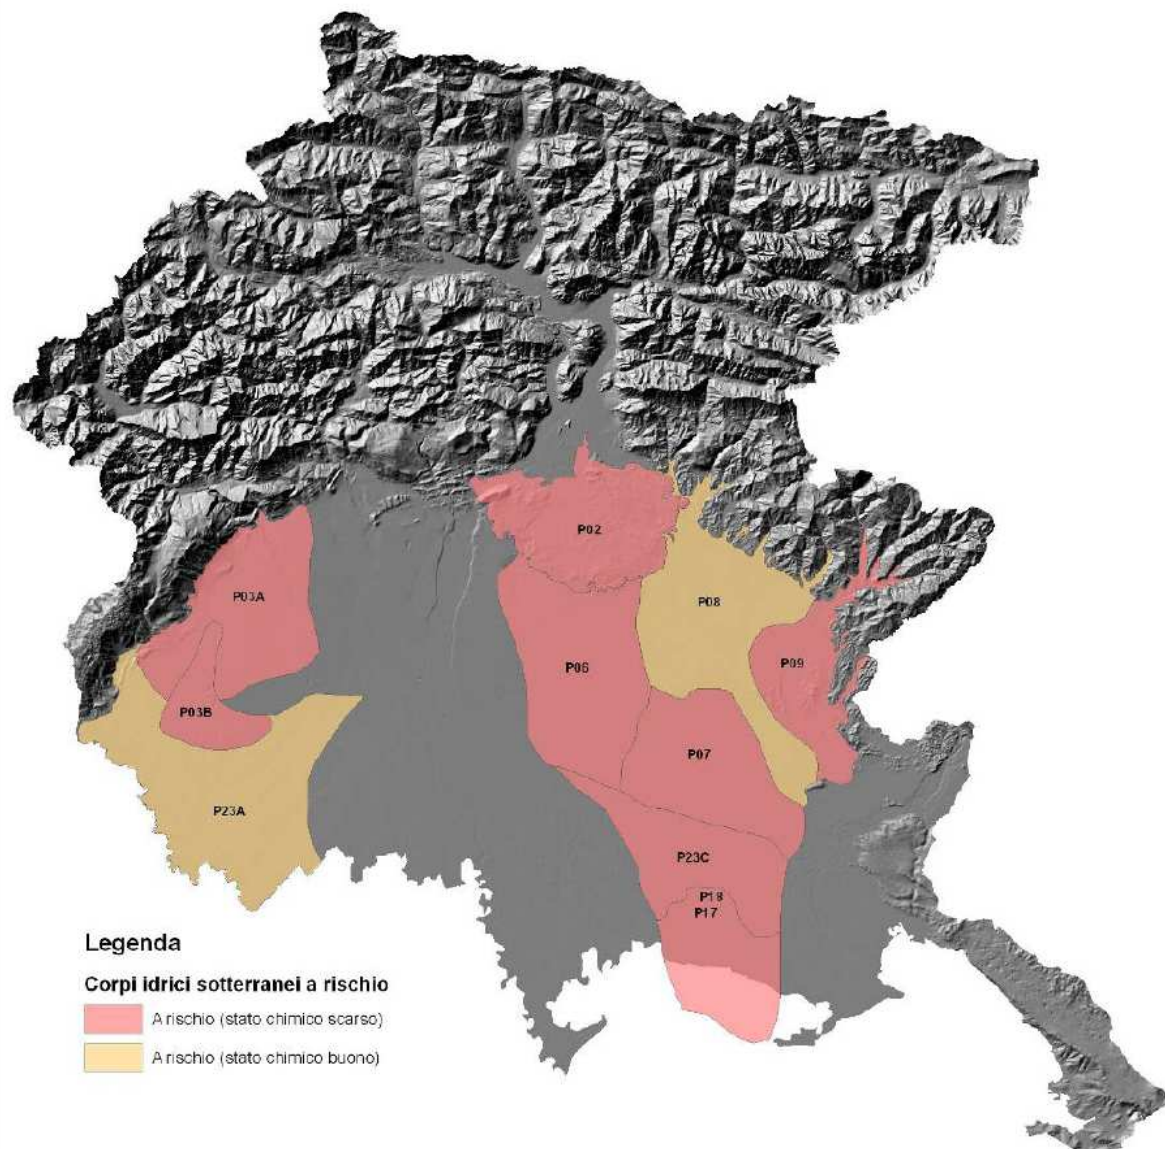 P02
P03A
P08
P06
P09
P03B
P07
P23A
P23C
P18
P17
Legenda
Corpi idrici sotterranei a rischio
A rischio (stato chimico scarso)
A rischio (stato chimico buono)